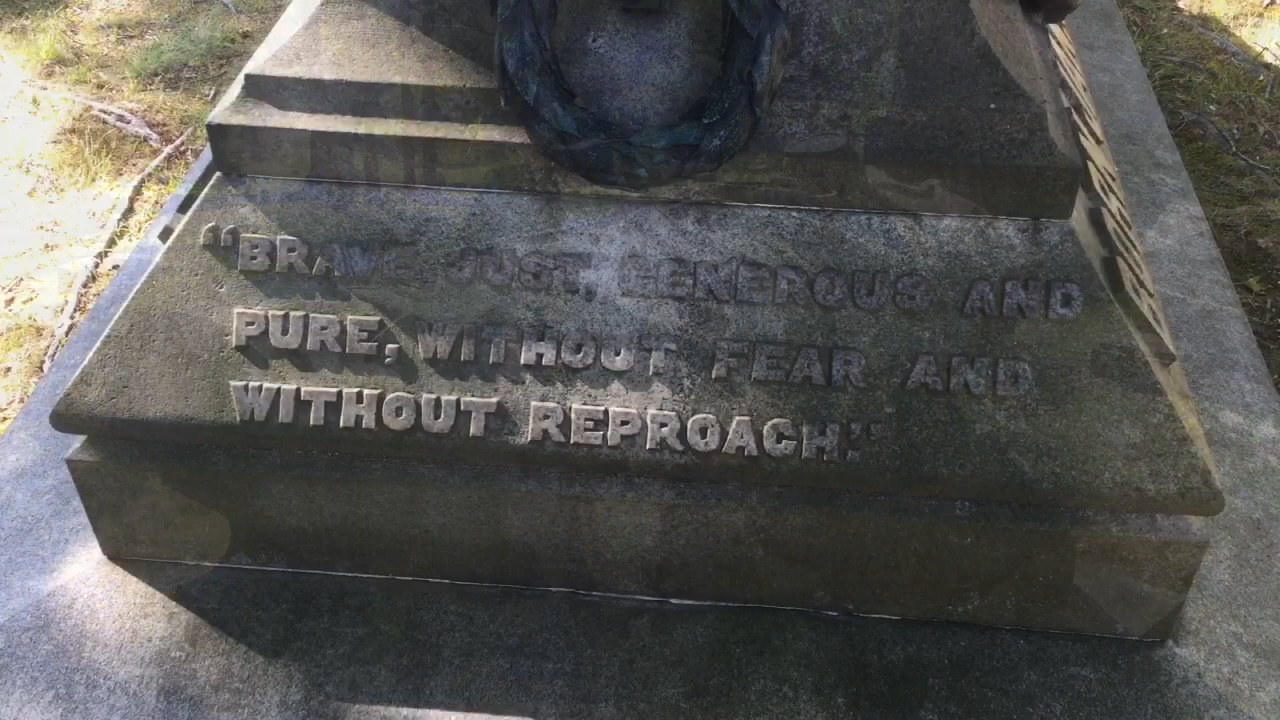 “BRAVE, JUST, GENEROUS AND
PURE, WITHOUT FEAR AND
WITHOUT REPROACH.”